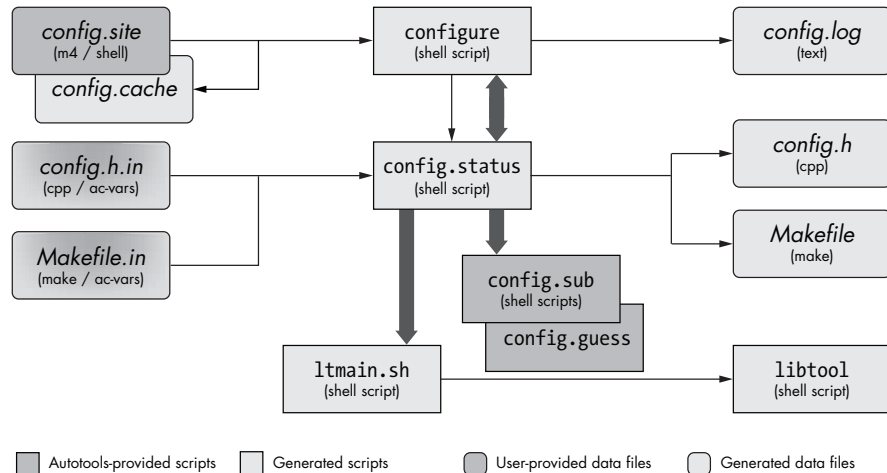 config.site
(m4 / shell)
config.cache
configure
(shell script)
config.log
(text)
config.h.in
(cpp / ac-vars)
config.status
(shell script)
config.h
(cpp)
Makefile.in
(make / ac-vars)
Makefile
(make)
config.sub
(shell scripts)
config.guess
ltmain.sh
(shell script)
libtool
(shell script)
Autotools-provided scripts
Generated scripts
User-provided data files
Generated data files